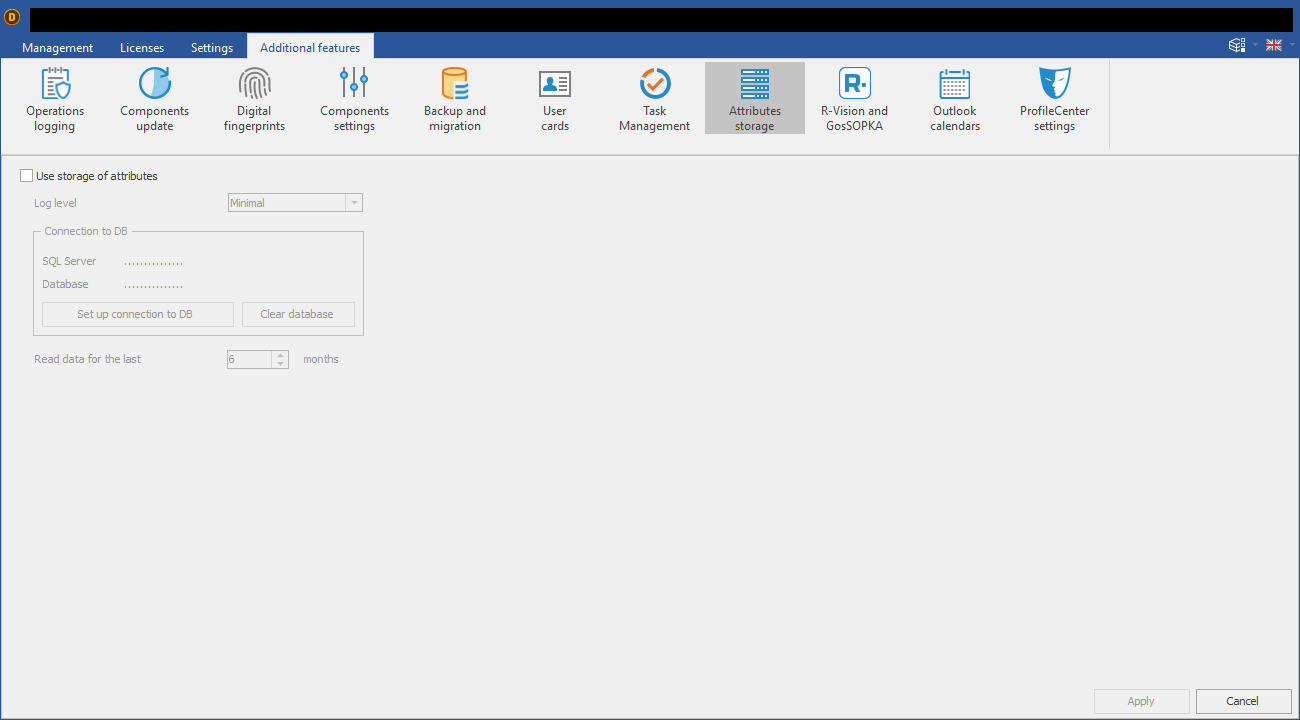 D
Management Licenses Settings Additional features
Operations logging
Components update
Digital fingerprints
Components settings
Backup and migration
User cards
Task Management
Attributes storage
R-Vision and GosSOPKA
Outlook calendars
ProfileCenter settings
Use storage of attributes
Log level Minimal
Connection to DB
SQL Server ...............
Database ...............
Set up connection to DB Clear database
Read data for the last 6 months
Apply Cancel